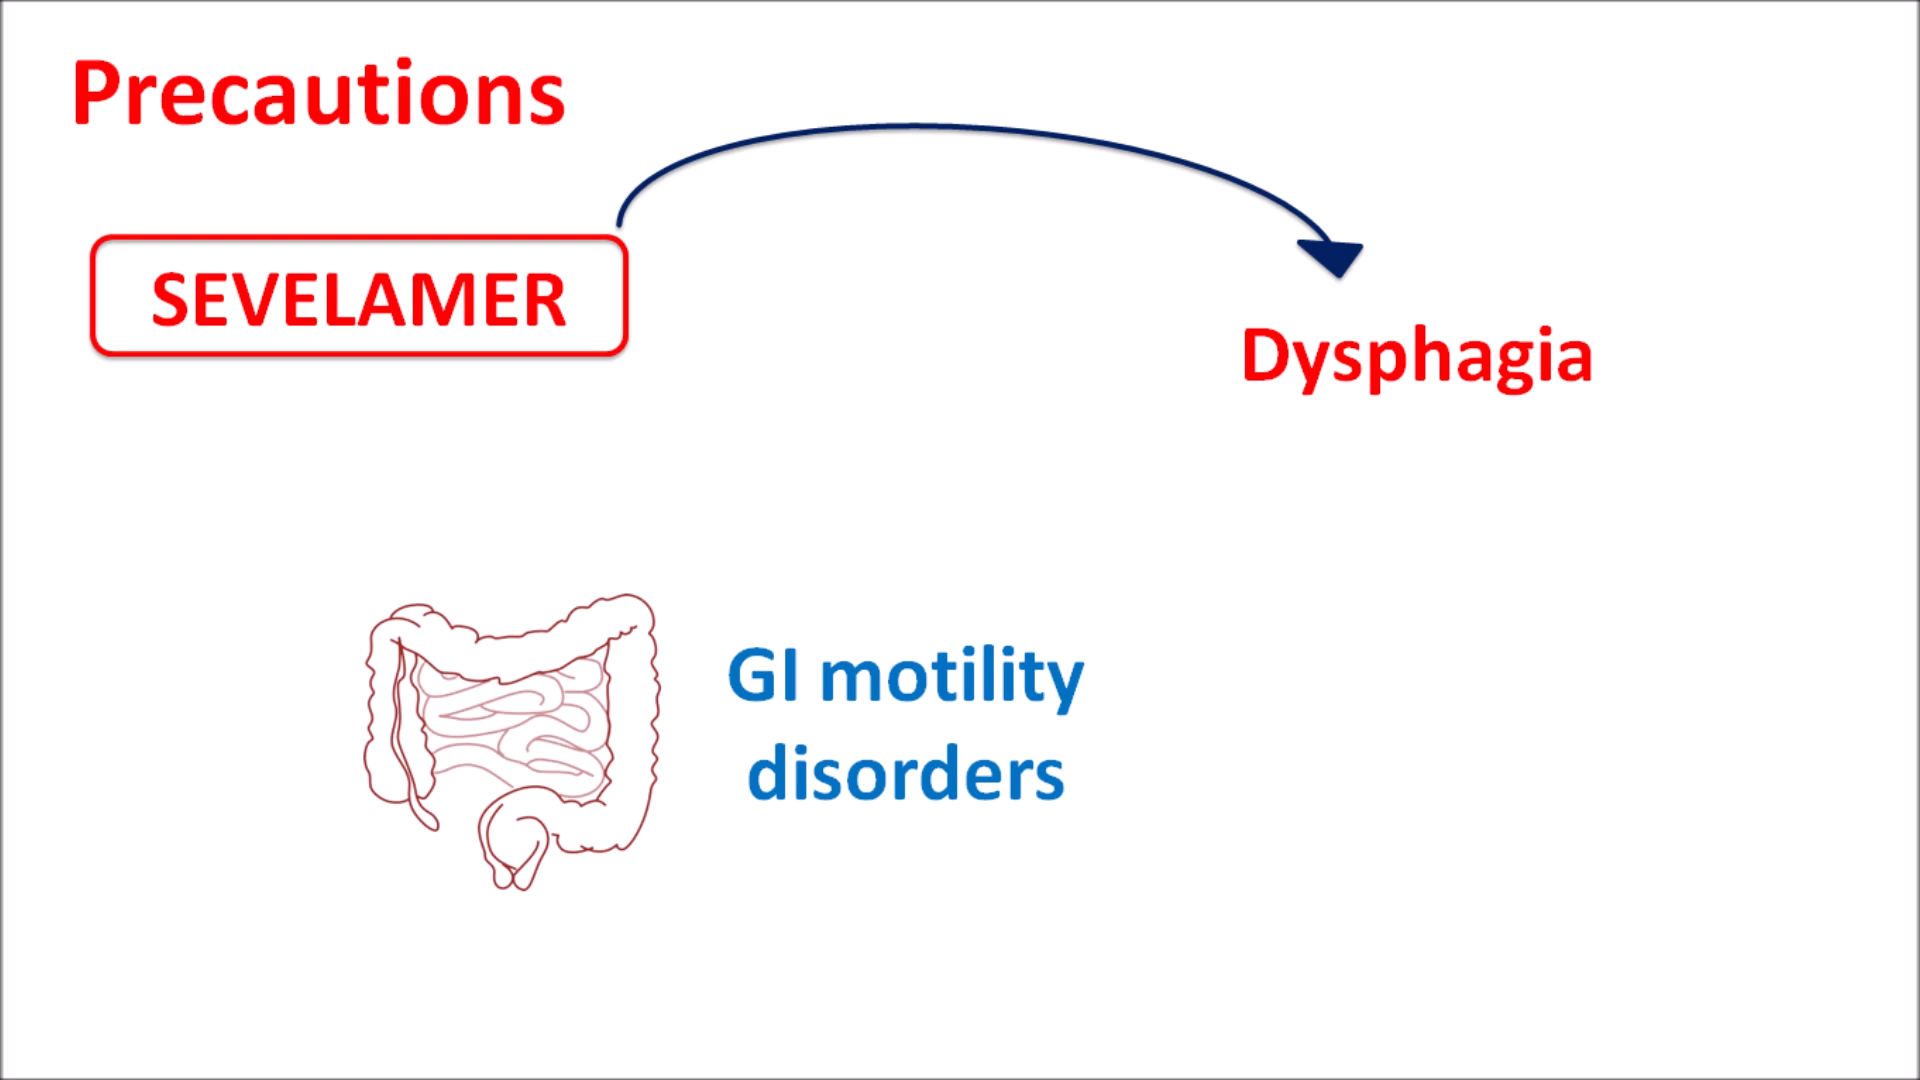 Precautions
SEVELAMER
Dysphagia
GI motility
disorders